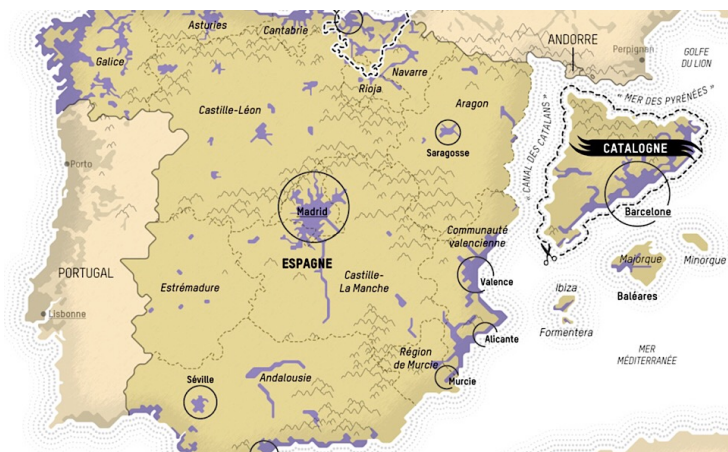 Asturies
Cantabrie
Galice
Navarre
Rioja
ANDORRE
Perpignan
GOLFE
DU LION
Castille-Léon
Aragon
Saragosse
« MER DES PYRÉNÉES »
« CANAL DES CATALANS »
CATALOGNE
Porto
Madrid
Barcelone
Communauté
valencienne
ESPAGNE
PORTUGAL
Estrémadure
Castille-
La Manche
Valence
Majorque
Minorque
Ibiza
Baléares
Lisbonne
Formentera
Alicante
Région
de Murcie
MER
MÉDITERRANÉE
Séville
Andalousie
Murcie